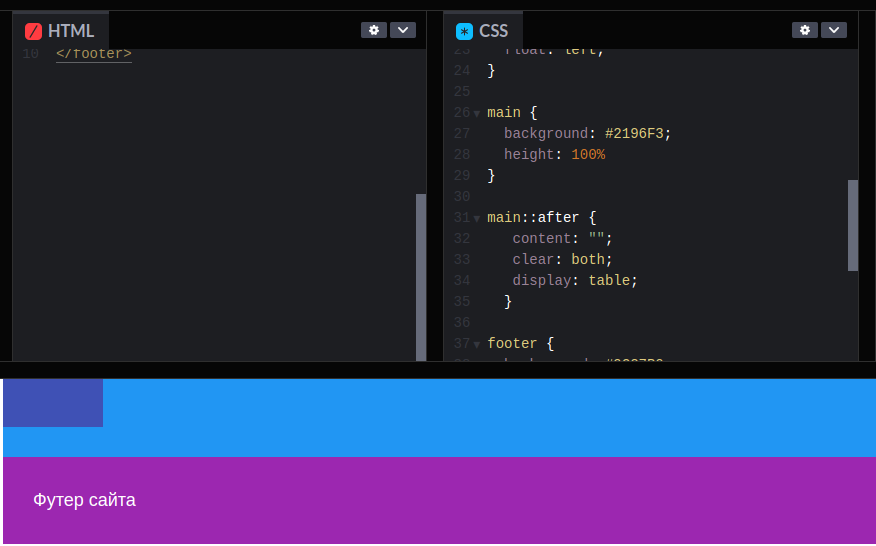 HTML
10 </footer>
CSS
23 float: left;
24 }
25
26 main {
27 background: #2196F3;
28 height: 100%
29 }
30
31 main::after {
32 content: "";
33 clear: both;
34 display: table;
35 }
36
37 footer {
Футер сайта